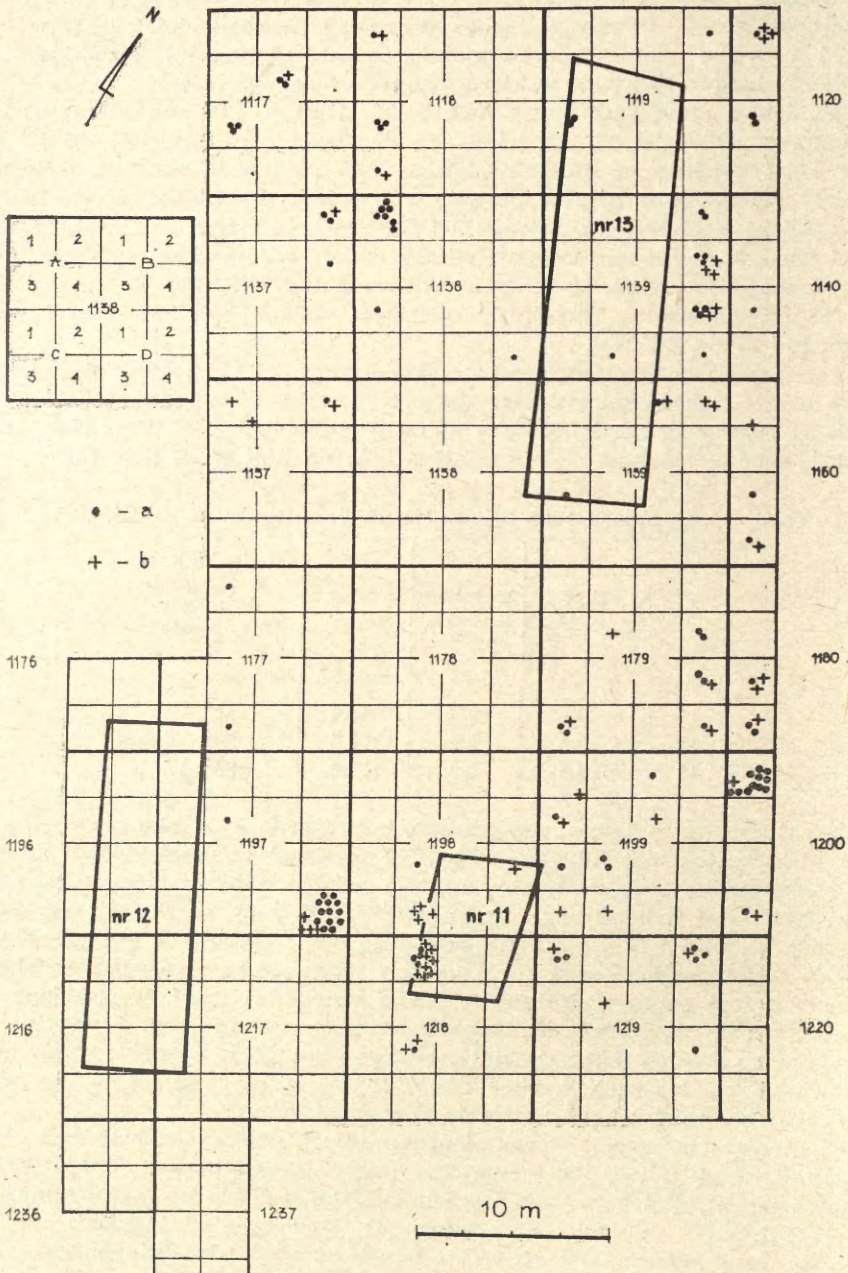 N
1117 1118 1119 1120
nr 13
1 2 1 2
A B
3 4 3 4
1138
1 2 1 2
C D
3 4 3 4
1137 1138 1139 1140
1157 1158 1159 1160
• - a
+ - b
1176 1177 1178 1179 1180
1196 1197 1198 1199 1200
nr 12 nr 11
1216 1217 1218 1219 1220
1236 1237
10 m